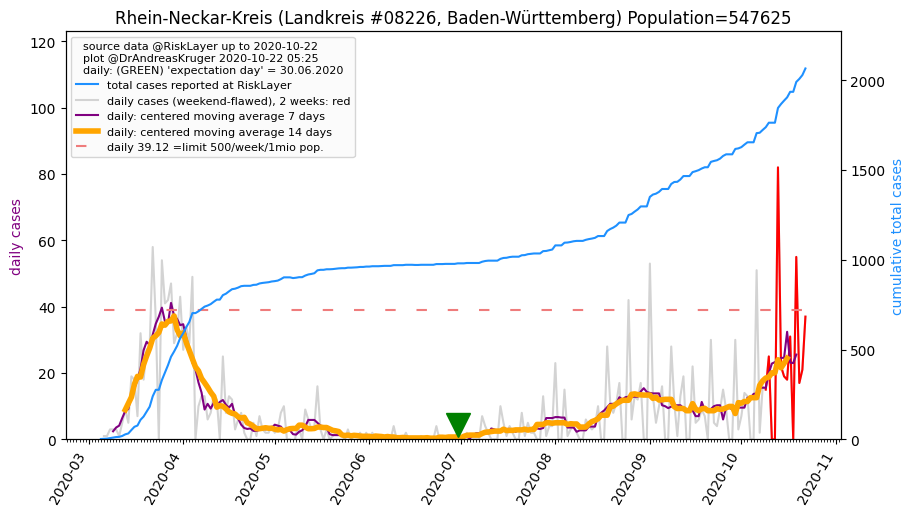 Rhein-Neckar-Kreis (Landkreis #08226, Baden-Württemberg) Population=547625
source data @RiskLayer up to 2020-10-22
plot @DrAndreasKruger 2020-10-22 05:25
daily: (GREEN) 'expectation day' = 30.06.2020
total cases reported at RiskLayer
daily cases (weekend-flawed), 2 weeks: red
daily: centered moving average 7 days
daily: centered moving average 14 days
daily 39.12 =limit 500/week/1mio pop.
120
100
80
60
40
20
0
daily cases
2000
1500
1000
500
0
cumulative total cases
2020-03
2020-04
2020-05
2020-06
2020-07
2020-08
2020-09
2020-10
2020-11